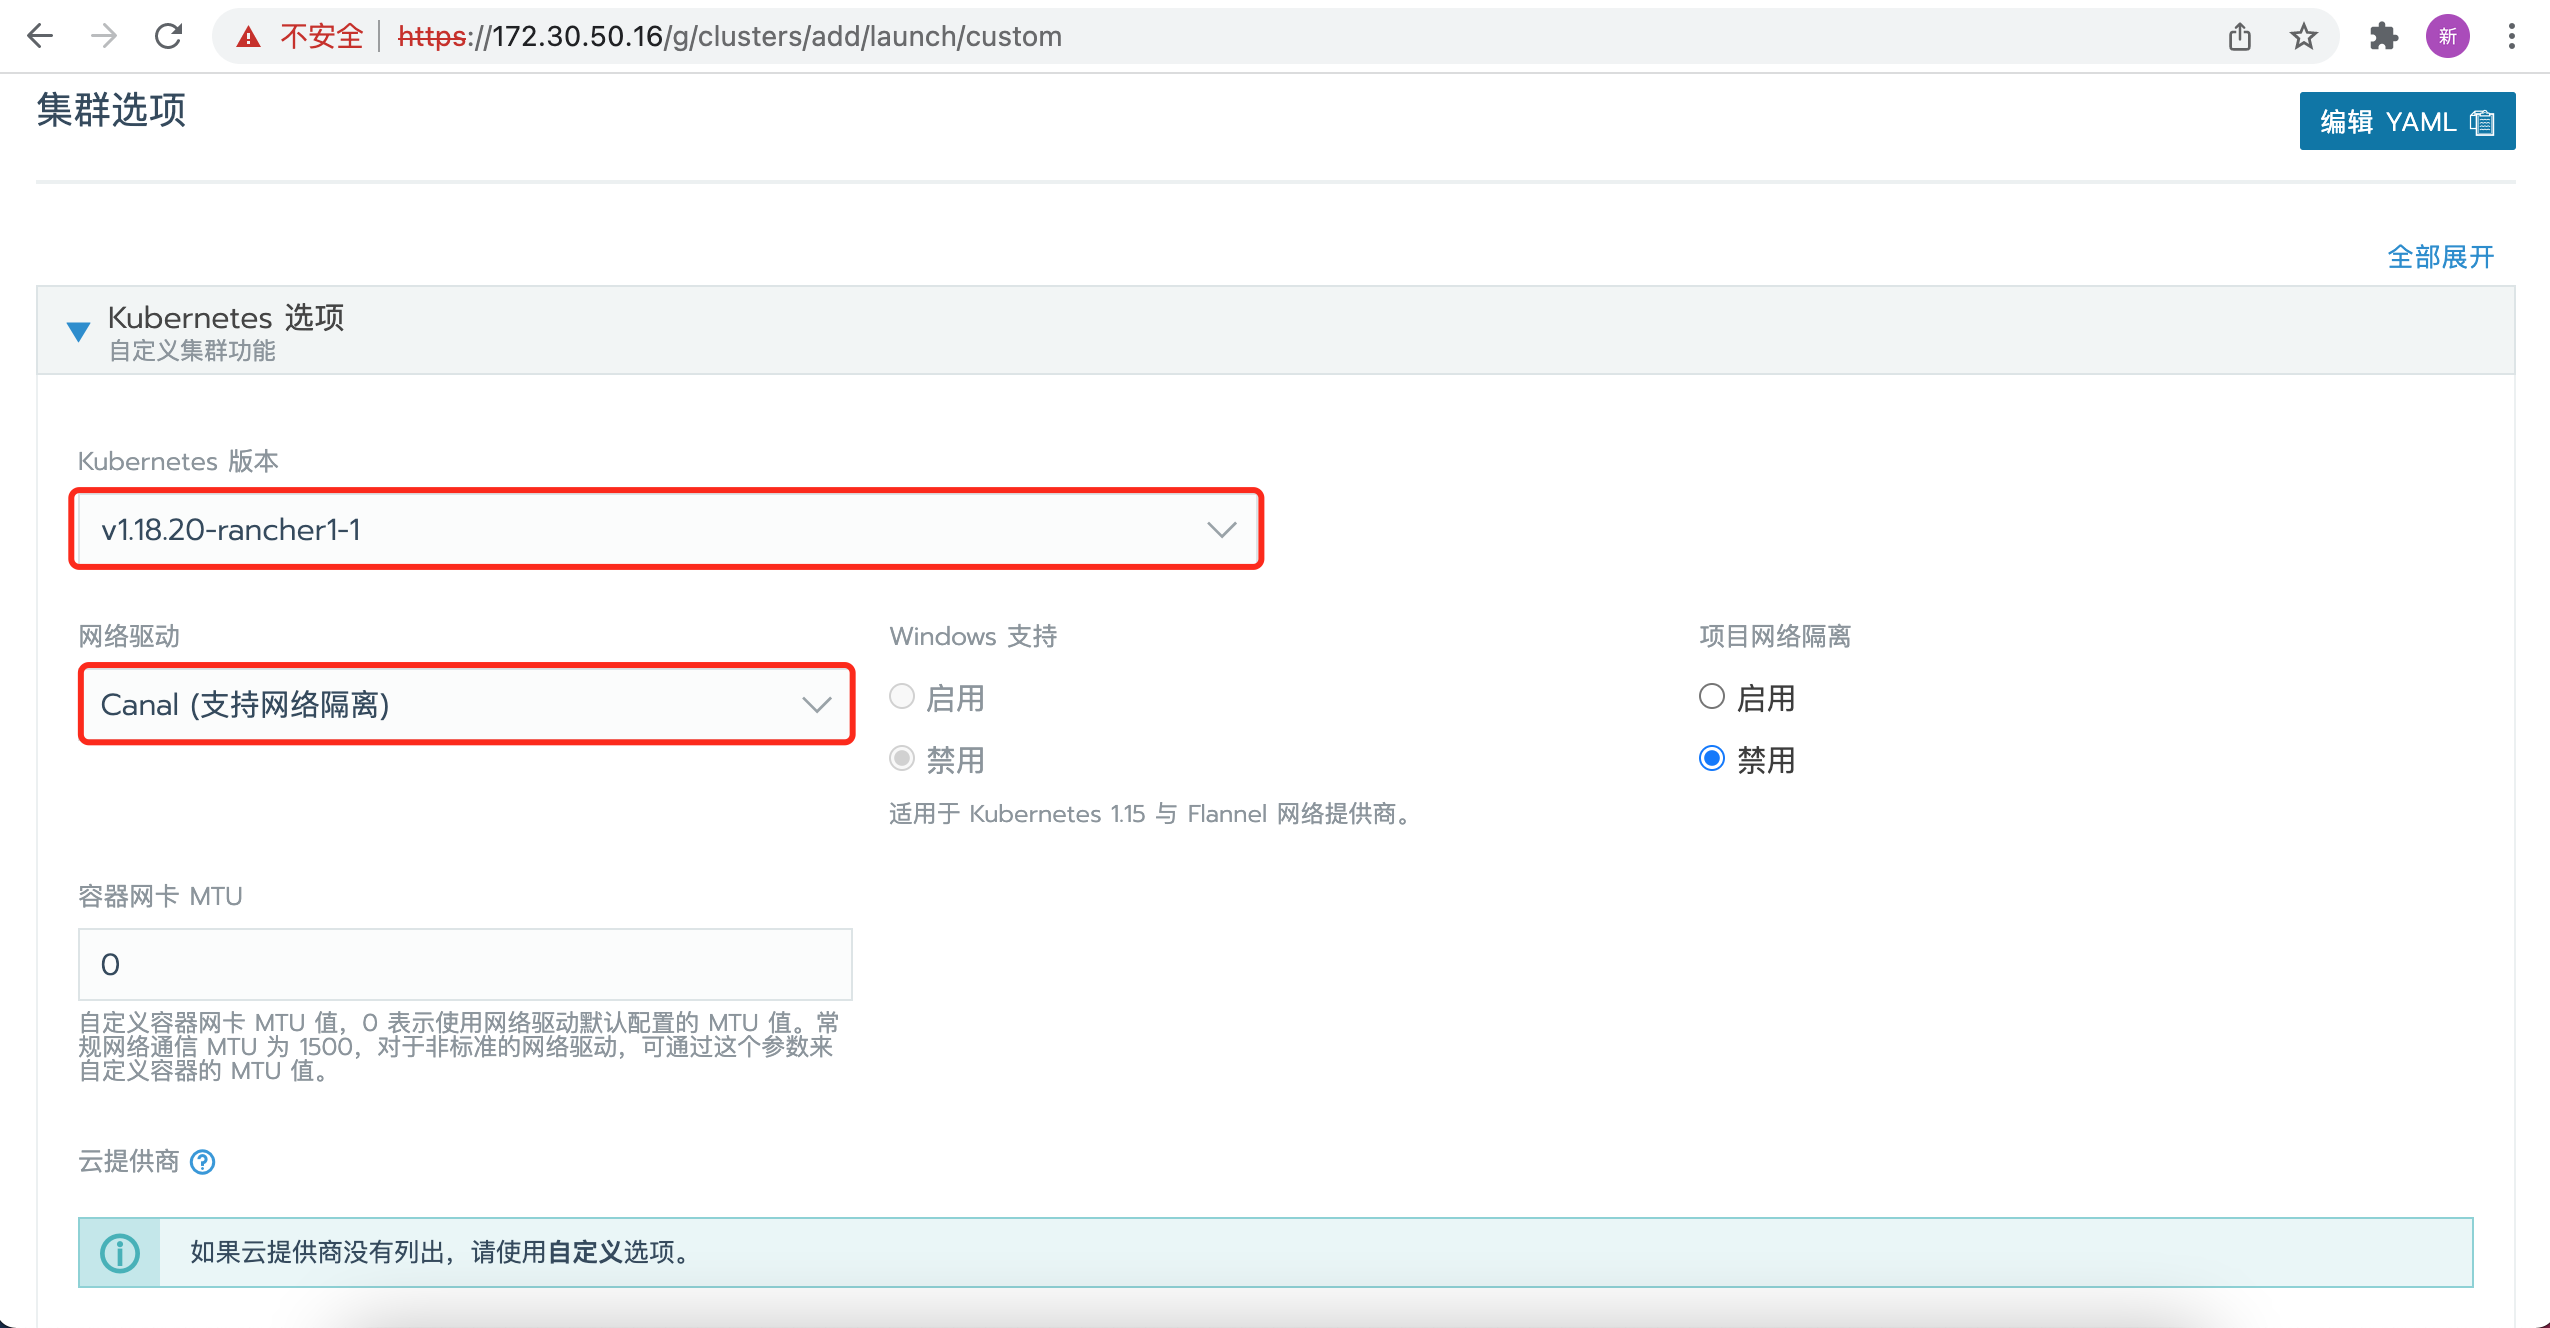 不安全 https://172.30.50.16/g/clusters/add/launch/custom 新
集群选项
编辑 YAML
全部展开
Kubernetes 选项
自定义集群功能
Kubernetes 版本
v1.18.20-rancher1-1
网络驱动
Canal (支持网络隔离)
Windows 支持
启用
禁用
适用于 Kubernetes 1.15 与 Flannel 网络提供商。
项目网络隔离
启用
禁用
容器网卡 MTU
0
自定义容器网卡 MTU 值，0 表示使用网络驱动默认配置的 MTU 值。常
规网络通信 MTU 为 1500，对于非标准的网络驱动，可通过这个参数来
自定义容器的 MTU 值。
云提供商
如果云提供商没有列出，请使用自定义选项。